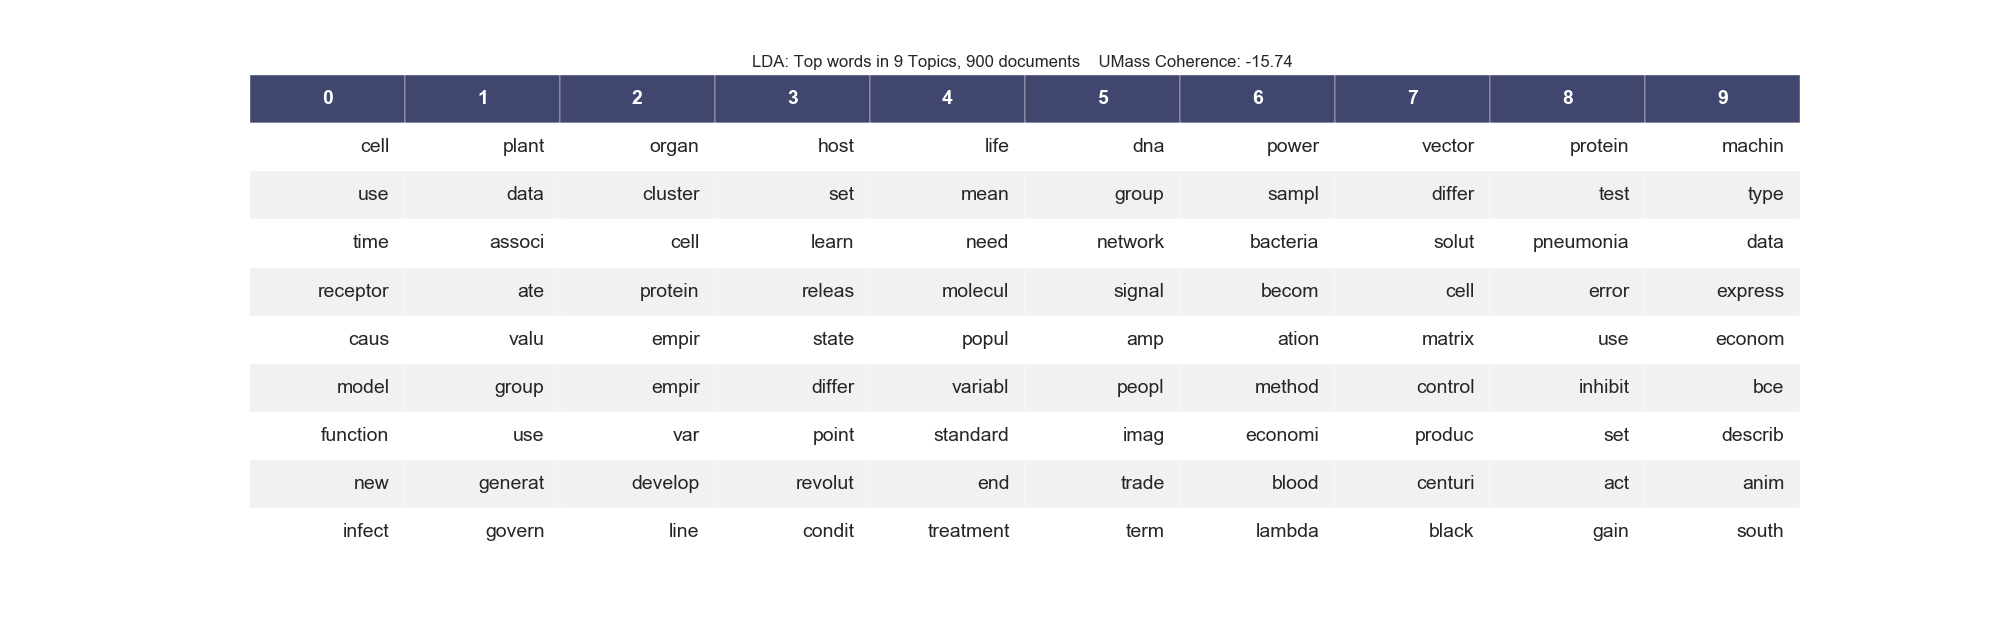 LDA: Top words in 9 Topics, 900 documents    UMass Coherence: -15.74
0 1 2 3 4 5 6 7 8 9
cell plant organ host life dna power vector protein machin
use data cluster set mean group sampl differ test type
time associ cell learn need network bacteria solut pneumonia data
receptor ate protein releas molecul signal becom cell error express
caus valu empir state popul amp ation matrix use econom
model group empir differ variabl peopl method control inhibit bce
function use var point standard imag economi produc set describ
new generat develop revolut end trade blood centuri act anim
infect govern line condit treatment term lambda black gain south